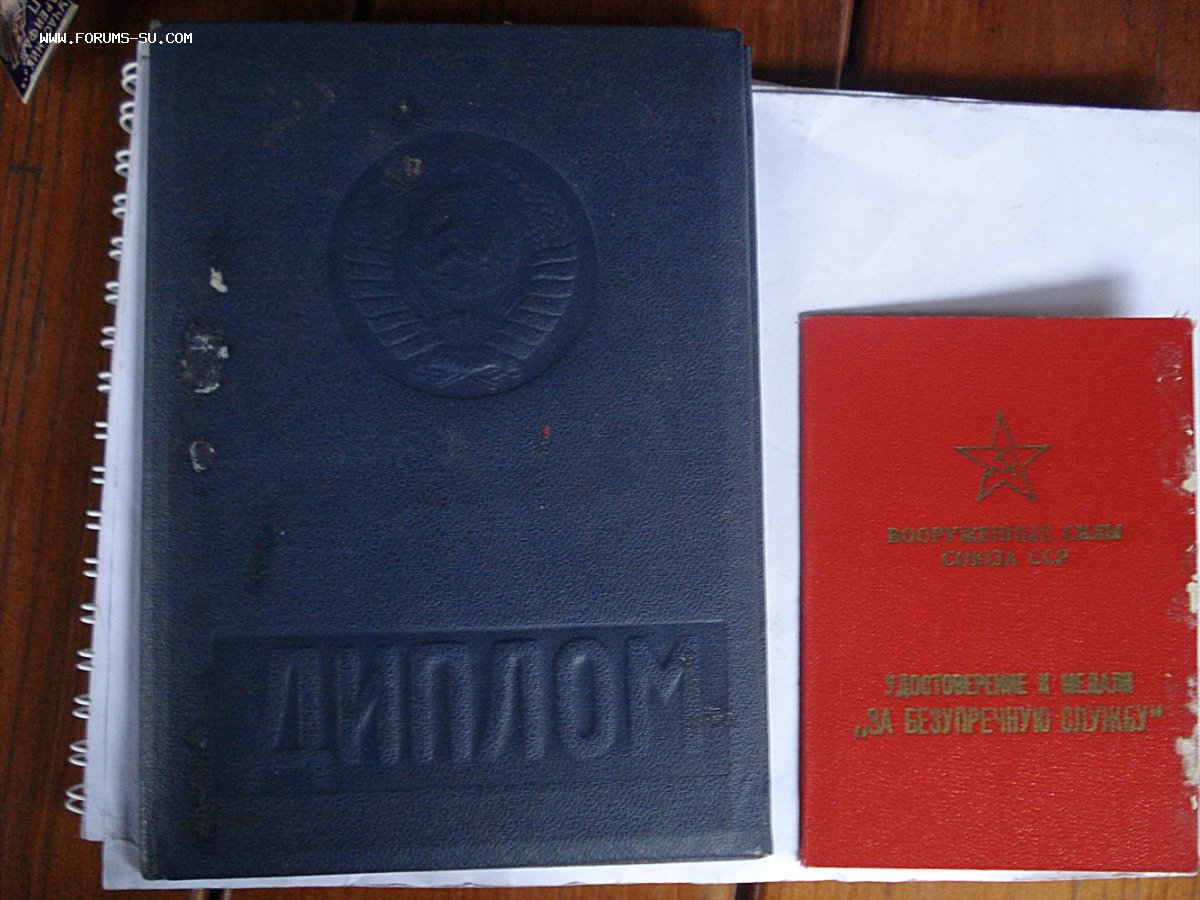 WWW.FORUMS-SU.COM
ДИПЛОМ
ВООРУЖЕННЫЕ СИЛЫ
СОЮЗА ССР
УДОСТОВЕРЕНИЕ К МЕДАЛИ
„ЗА БЕЗУПРЕЧНУЮ СЛУЖБУ"